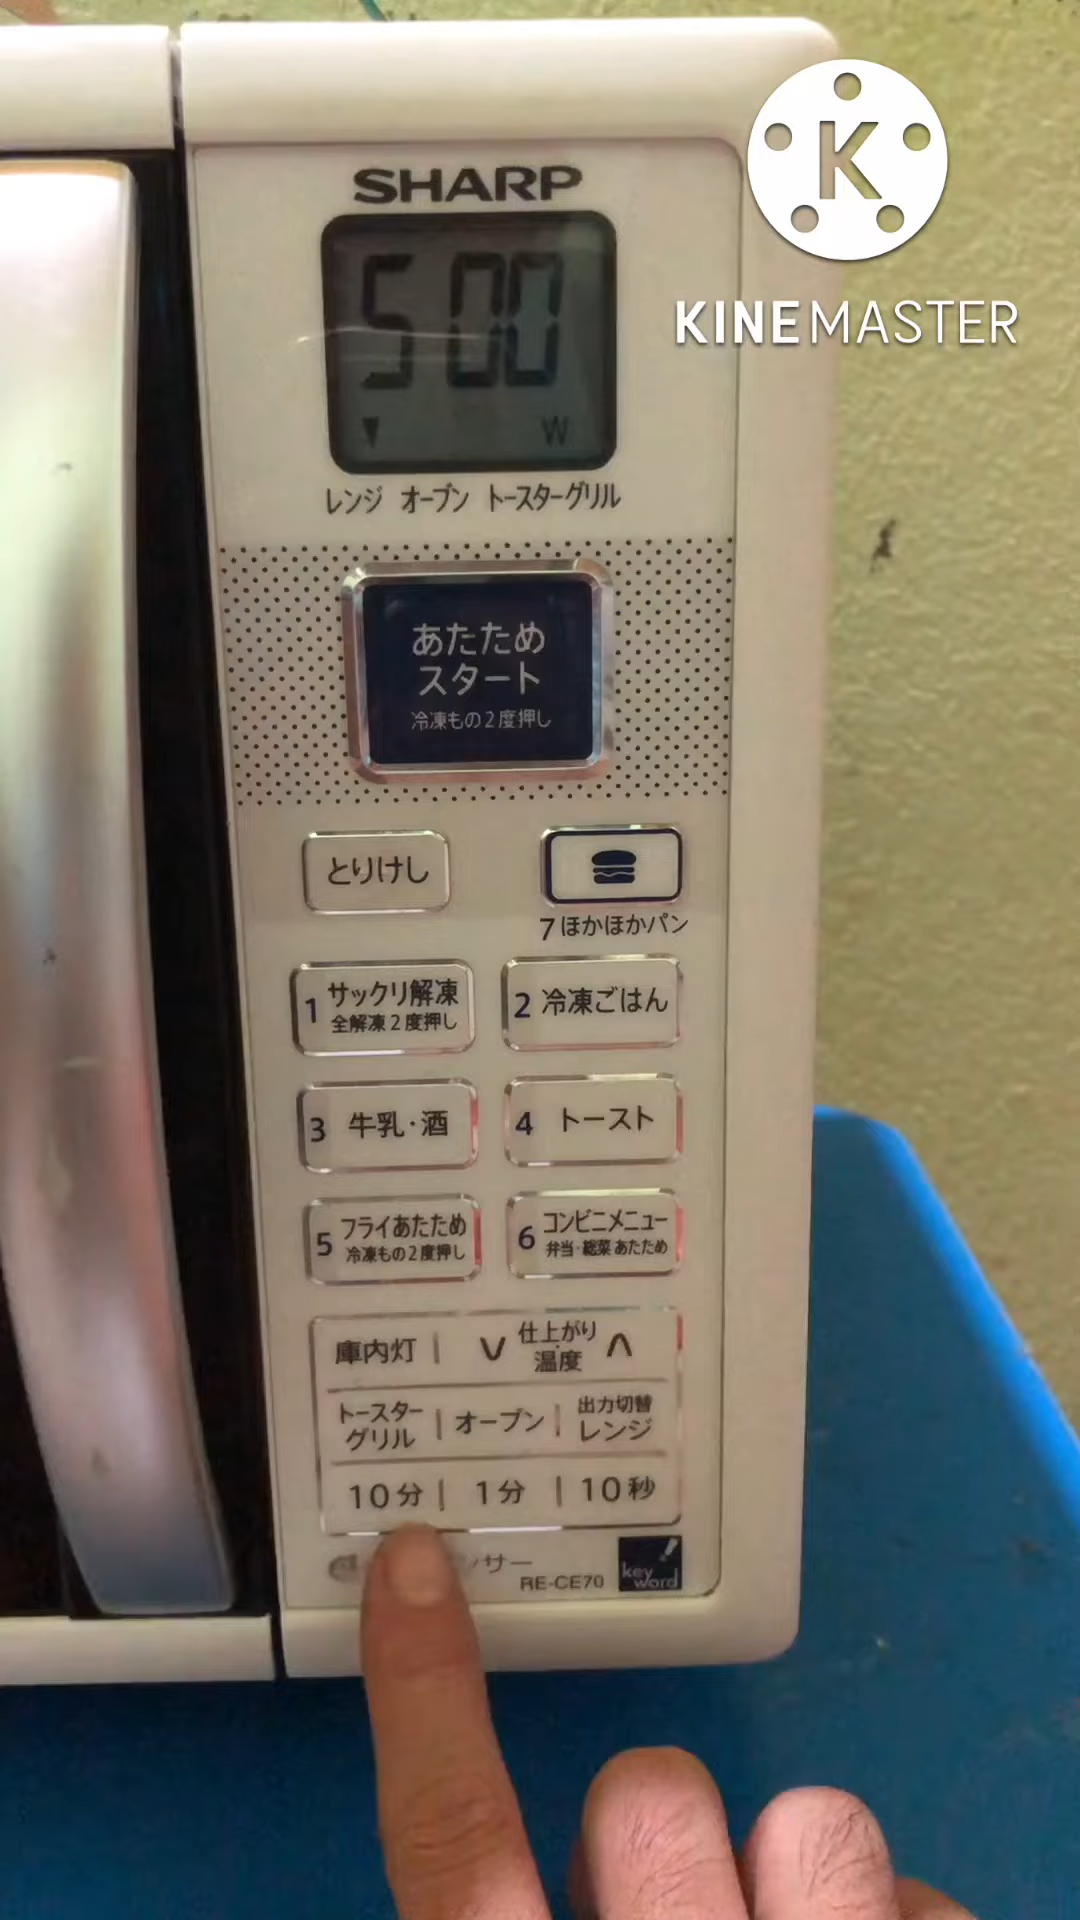 K
KINEMASTER
SHARP
500
W
レンジ オーブン トースターグリル
あたため
スタート
冷凍もの2度押し
とりけし
7 ほかほかパン
1 サックリ解凍
全解凍2度押し
2 冷凍ごはん
3 牛乳・酒
4 トースト
5 フライあたため
冷凍もの2度押し
6 コンビニメニュー
弁当・総菜 あたため
庫内灯
仕上がり
温度
トースター
グリル
オーブン
出力切替
レンジ
10分
1分
10秒
サー
RE-CE70
key
word